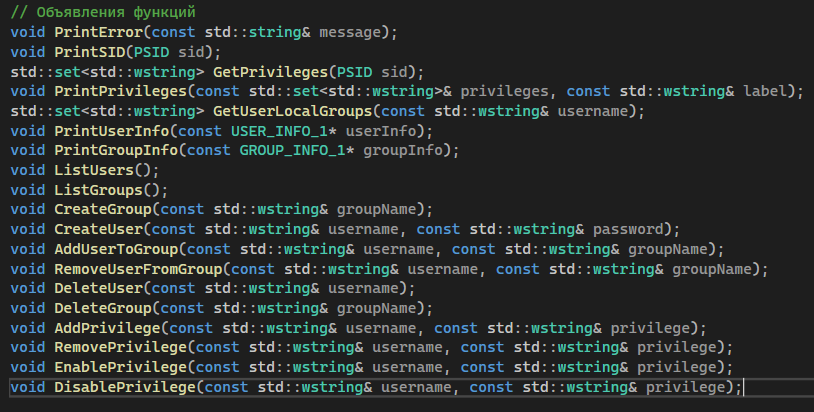 // Объявления функций
void PrintError(const std::string& message);
void PrintSID(PSID sid);
std::set<std::wstring> GetPrivileges(PSID sid);
void PrintPrivileges(const std::set<std::wstring>& privileges, const std::wstring& label);
std::set<std::wstring> GetUserLocalGroups(const std::wstring& username);
void PrintUserInfo(const USER_INFO_1* userInfo);
void PrintGroupInfo(const GROUP_INFO_1* groupInfo);
void ListUsers();
void ListGroups();
void CreateGroup(const std::wstring& groupName);
void CreateUser(const std::wstring& username, const std::wstring& password);
void AddUserToGroup(const std::wstring& username, const std::wstring& groupName);
void RemoveUserFromGroup(const std::wstring& username, const std::wstring& groupName);
void DeleteUser(const std::wstring& username);
void DeleteGroup(const std::wstring& groupName);
void AddPrivilege(const std::wstring& username, const std::wstring& privilege);
void RemovePrivilege(const std::wstring& username, const std::wstring& privilege);
void EnablePrivilege(const std::wstring& username, const std::wstring& privilege);
void DisablePrivilege(const std::wstring& username, const std::wstring& privilege);